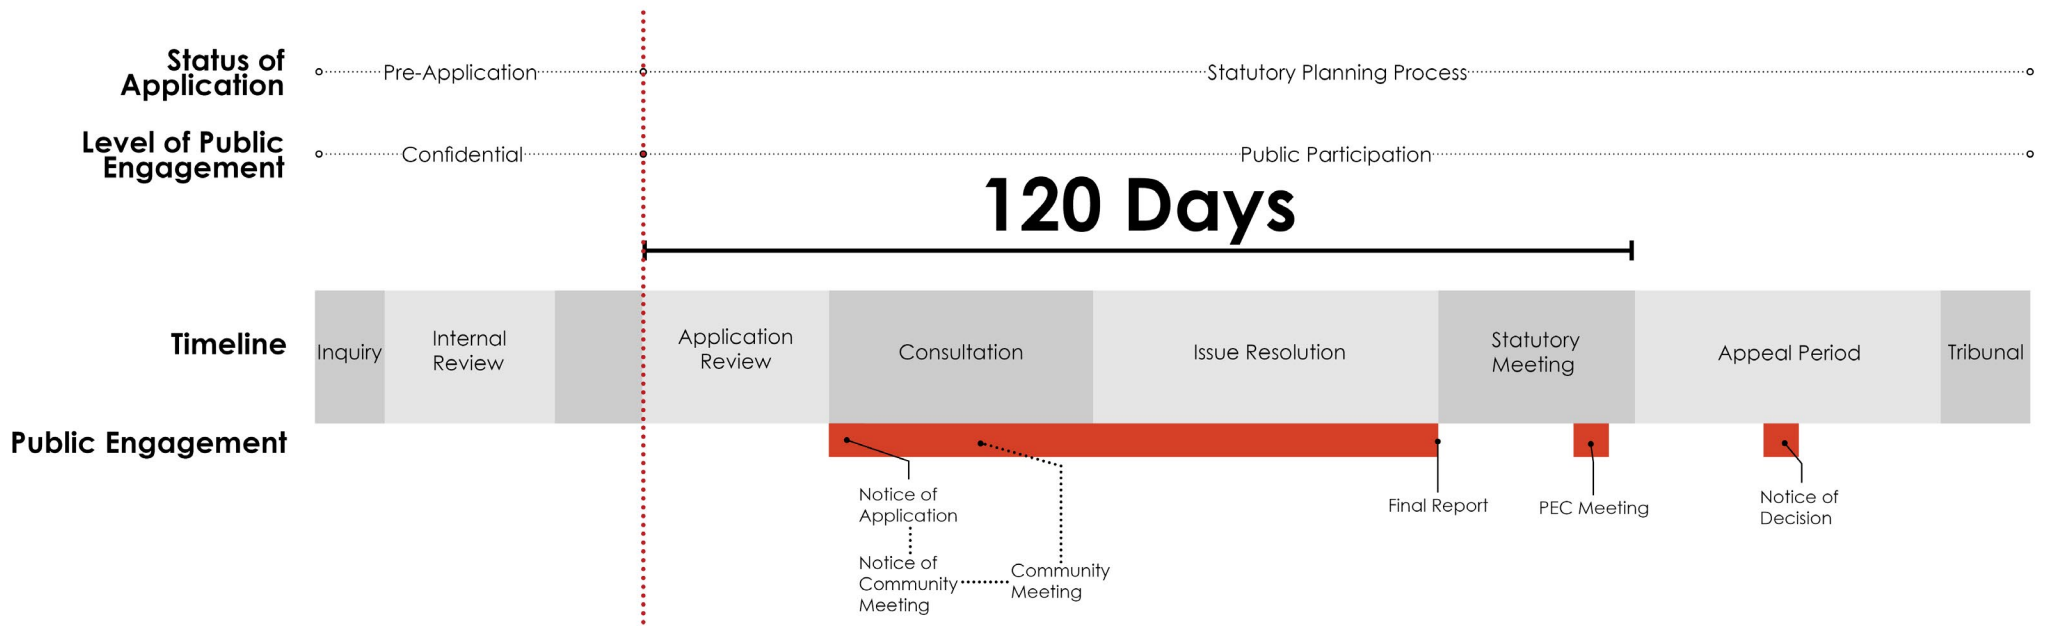 Status of
Application
Pre-Application
Statutory Planning Process
Level of Public
Engagement
Confidential
Public Participation
120 Days
Timeline
Inquiry
Internal
Review
Application
Review
Consultation
Issue Resolution
Statutory
Meeting
Appeal Period
Tribunal
Public Engagement
Notice of
Application
Notice of
Community
Meeting
Community
Meeting
Final Report
PEC Meeting
Notice of
Decision